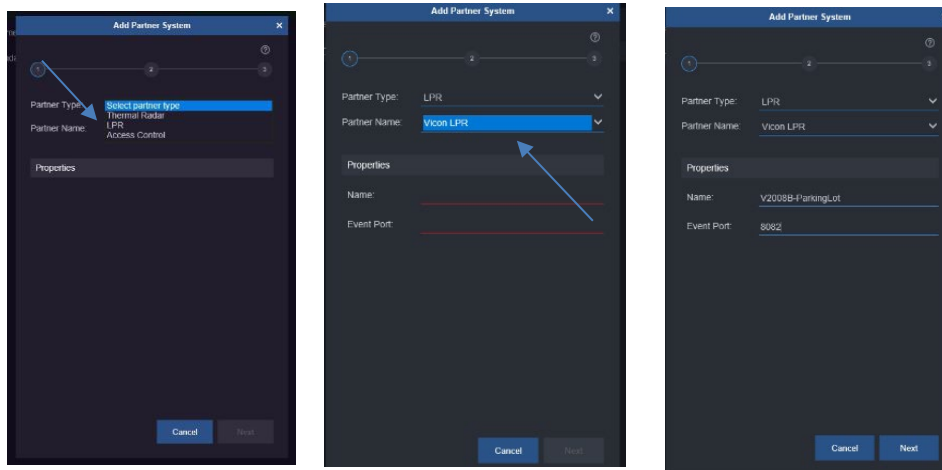 Add Partner System ×
?
1 2 3
Partner Type: Select partner type
Thermal Radar
LPR
Access Control
Partner Name:
Properties
Cancel Next
Add Partner System ×
?
1 2 3
Partner Type: LPR
Partner Name: Vicon LPR
Properties
Name:
Event Port:
Cancel Next
Add Partner System
?
1 2 3
Partner Type: LPR
Partner Name: Vicon LPR
Properties
Name: V2008B-ParkingLot
Event Port: 8082
Cancel Next